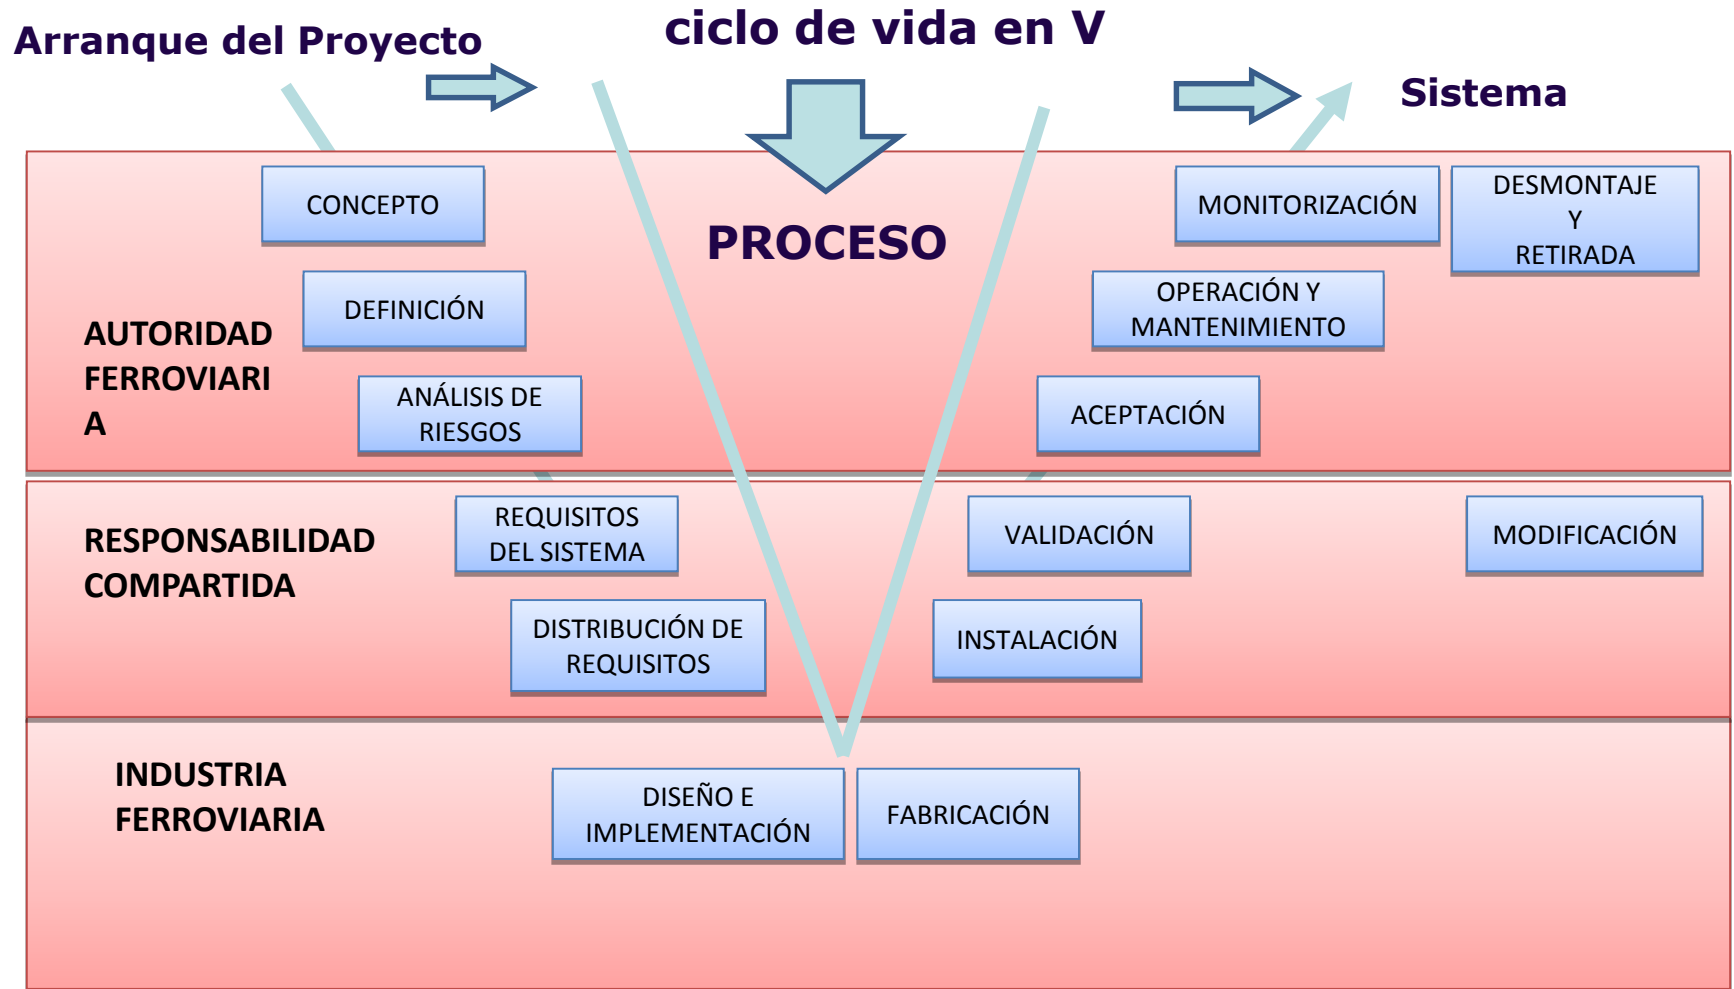 Arranque del Proyecto
ciclo de vida en V
Sistema
CONCEPTO
MONITORIZACIÓN
DESMONTAJE
Y
RETIRADA
PROCESO
DEFINICIÓN
OPERACIÓN Y
MANTENIMIENTO
AUTORIDAD
FERROVIARI
A
ANÁLISIS DE
RIESGOS
ACEPTACIÓN
RESPONSABILIDAD
COMPARTIDA
REQUISITOS
DEL SISTEMA
VALIDACIÓN
MODIFICACIÓN
DISTRIBUCIÓN DE
REQUISITOS
INSTALACIÓN
INDUSTRIA
FERROVIARIA
DISEÑO E
IMPLEMENTACIÓN
FABRICACIÓN